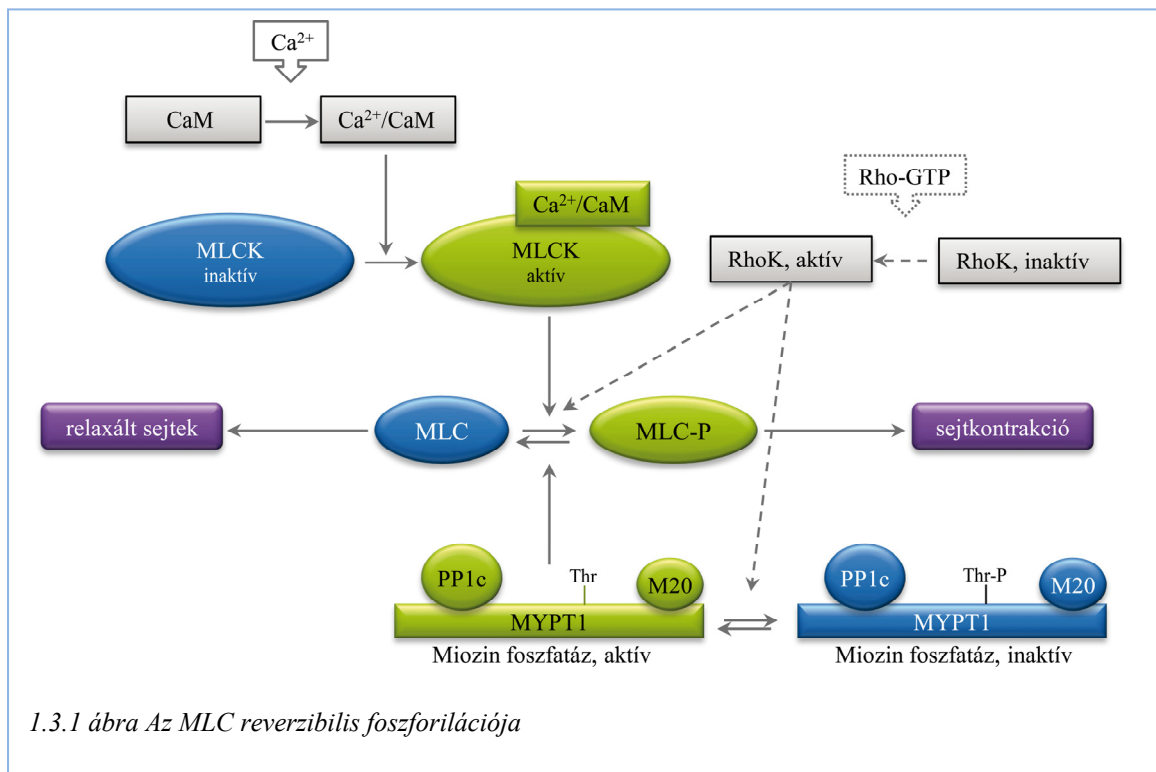 Ca²⁺
CaM
Ca²⁺/CaM
Rho-GTP
Ca²⁺/CaM
MLCK
inaktív
MLCK
aktív
RhoK, aktív
RhoK, inaktív
relaxált sejtek
MLC
MLC-P
sejtkontrakció
PP1c
Thr
M20
MYPT1
Miozin foszfatáz, aktív
PP1c
Thr-P
M20
MYPT1
Miozin foszfatáz, inaktív
1.3.1 ábra Az MLC reverzibilis foszforilációja